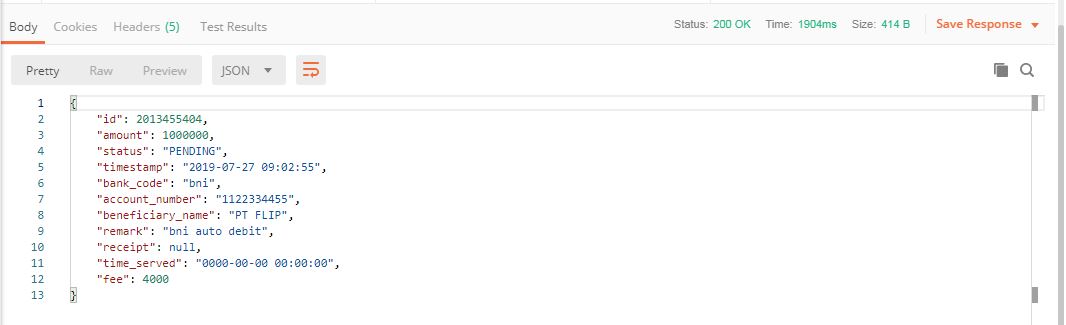 Body Cookies Headers (5) Test Results Status: 200 OK Time: 1904ms Size: 414 B Save Response
Pretty Raw Preview JSON
1 {
2 "id": 2013455404,
3 "amount": 1000000,
4 "status": "PENDING",
5 "timestamp": "2019-07-27 09:02:55",
6 "bank_code": "bni",
7 "account_number": "1122334455",
8 "beneficiary_name": "PT FLIP",
9 "remark": "bni auto debit",
10 "receipt": null,
11 "time_served": "0000-00-00 00:00:00",
12 "fee": 4000
13 }